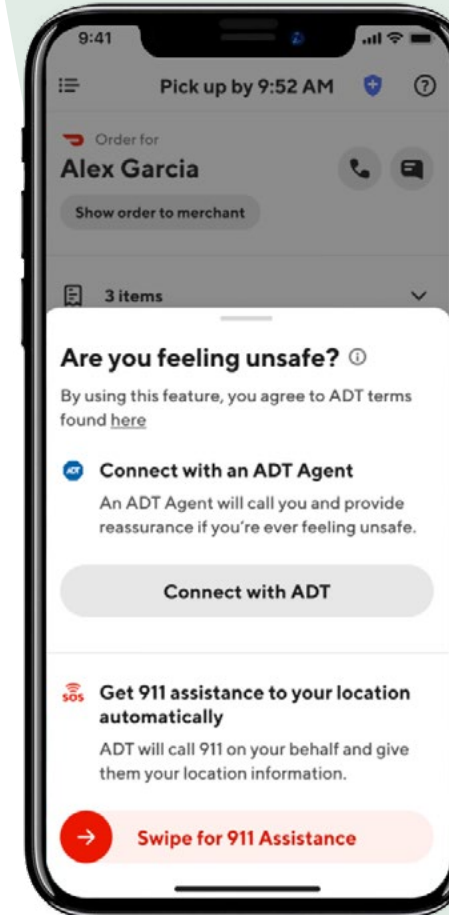 9:41
Pick up by 9:52 AM
Order for
Alex Garcia
Show order to merchant
3 items
Are you feeling unsafe?
By using this feature, you agree to ADT terms
found here
ADT
Connect with an ADT Agent
An ADT Agent will call you and provide
reassurance if you're ever feeling unsafe.
Connect with ADT
SOS
Get 911 assistance to your location
automatically
ADT will call 911 on your behalf and give
them your location information.
Swipe for 911 Assistance